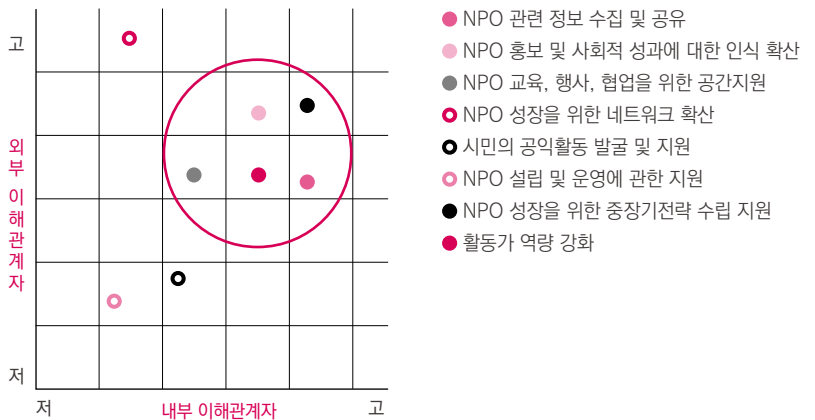 고
외부 이해관계자
저
저
내부 이해관계자
고
NPO 관련 정보 수집 및 공유
NPO 홍보 및 사회적 성과에 대한 인식 확산
NPO 교육, 행사, 협업을 위한 공간지원
NPO 성장을 위한 네트워크 확산
시민의 공익활동 발굴 및 지원
NPO 설립 및 운영에 관한 지원
NPO 성장을 위한 중장기전략 수립 지원
활동가 역량 강화